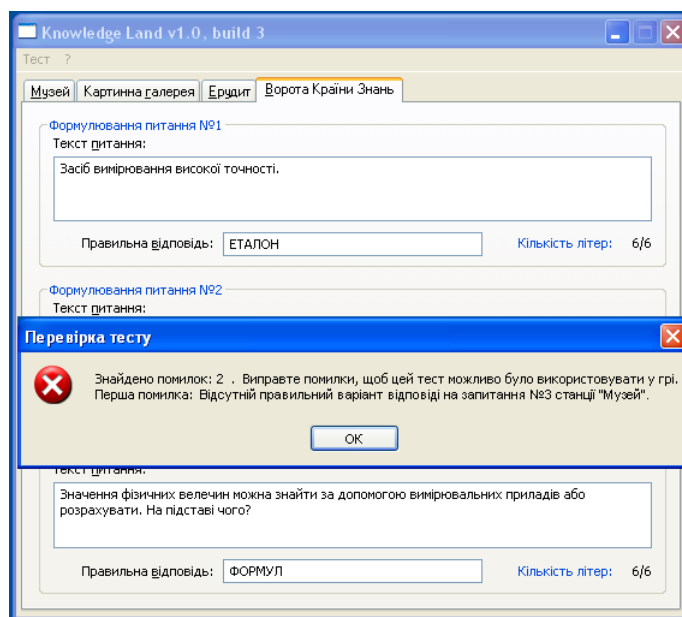 Knowledge Land v1.0, build 3
Тест ?
Музей Картинна галерея Ерудит Ворота Країни Знань
Формулювання питання №1
Текст питання:
Засіб вимірювання високої точності.
Правильна відповідь: ЕТАЛОН Кількість літер: 6/6
Формулювання питання №2
Текст питання:
Перевірка тесту
Знайдено помилок: 2 . Виправте помилки, щоб цей тест можливо було використовувати у грі.
Перша помилка: Відсутній правильний варіант відповіді на запитання №3 станції "Музей".
OK
Текст питання:
Значення фізичних велечин можна знайти за допомогою вимірювальних приладів або
розрахувати. На підставі чого?
Правильна відповідь: ФОРМУЛ Кількість літер: 6/6